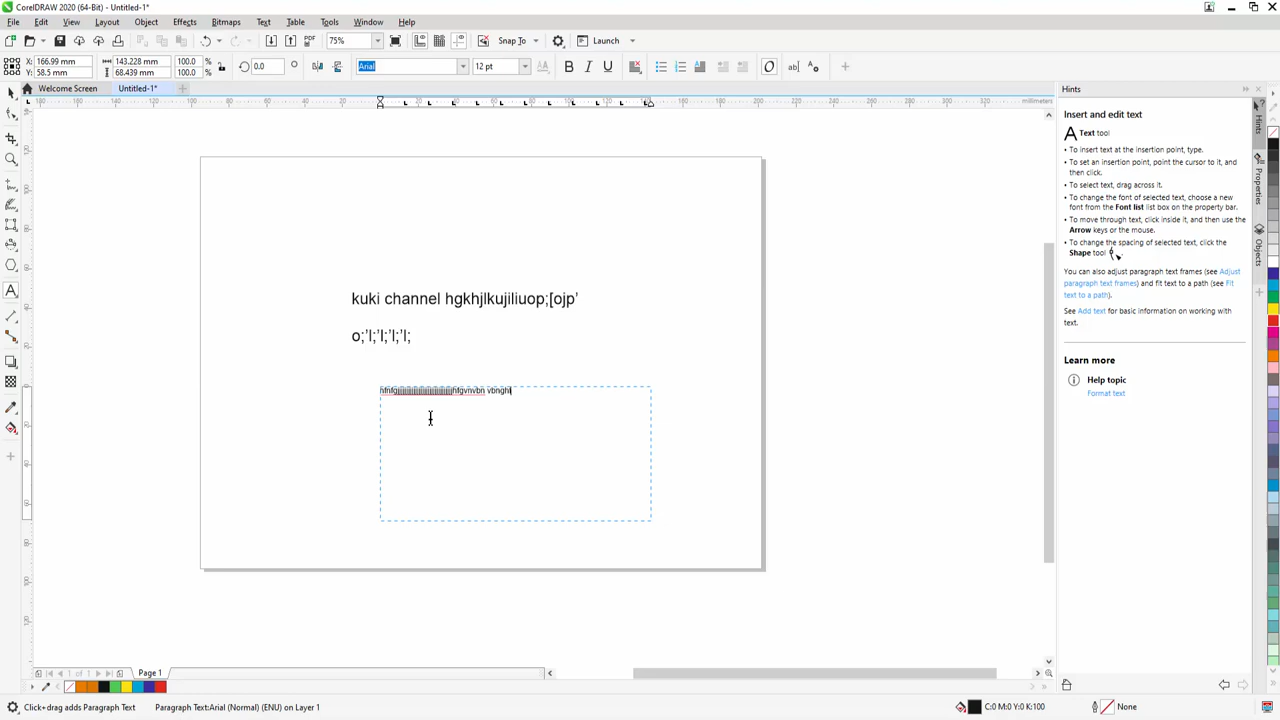 CorelDRAW 2020 (64-Bit) - Untitled-1*
File Edit View Layout Object Effects Bitmaps Text Table Tools Window Help
PDF 75% Snap To Launch
X: 166.99 mm 143.228 mm 100.0 % 0.0 ° Arial 12 pt
Y: 58.5 mm 68.439 mm 100.0 %
Welcome Screen Untitled-1*
millimeters
Hints
Insert and edit text
Text tool
• To insert text at the insertion point, type.
• To set an insertion point, point the cursor to it, and
then click.
• To select text, drag across it.
• To change the font of selected text, choose a new
font from the Font list list box on the property bar.
• To move through text, click inside it, and then use the
Arrow keys or the mouse.
• To change the spacing of selected text, click the
Shape tool
You can also adjust paragraph text frames (see Adjust
paragraph text frames) and fit text to a path (see Fit
text to a path).
See Add text for basic information on working with
text.
Learn more
Help topic
Format text
Hints
Properties
Objects
kuki channel hgkhjlkujiliuop;[ojp'
o;'l;'l;'l;'l;
vbnghl
1 of 1 Page 1
Click+drag adds Paragraph Text Paragraph Text:Arial (Normal) (ENU) on Layer 1 C:0 M:0 Y:0 K:100 None